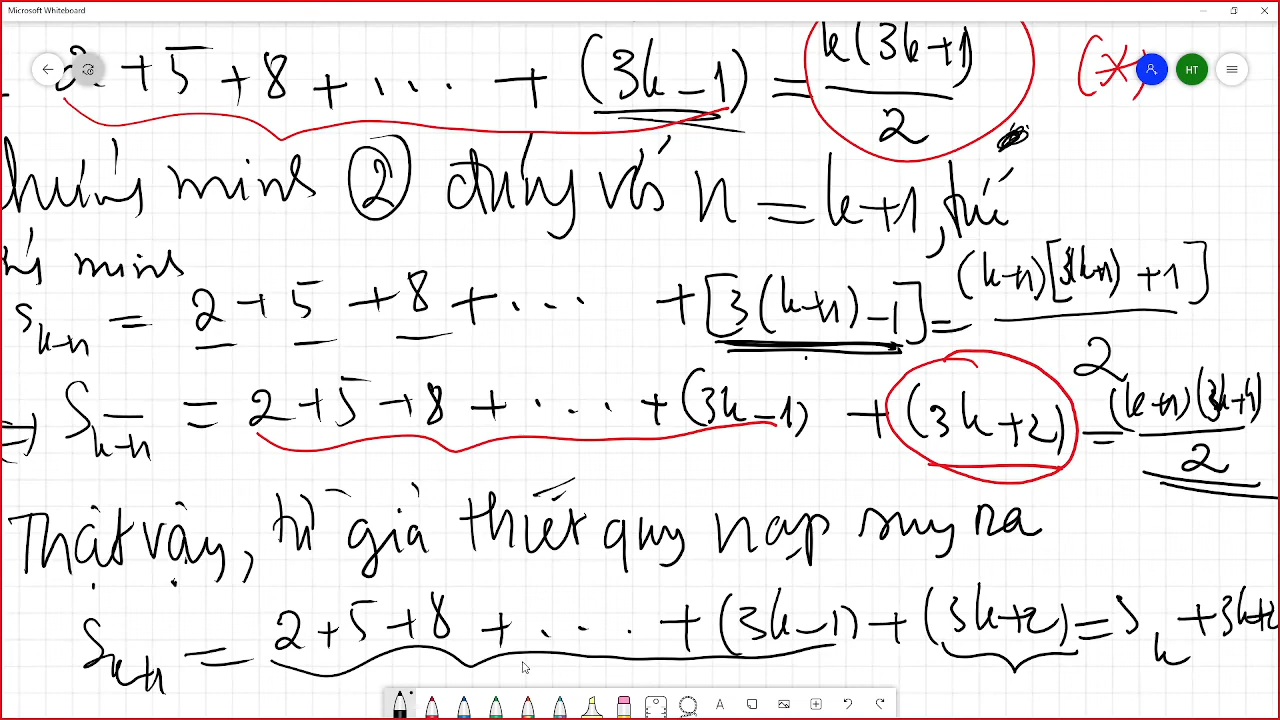 Microsoft Whiteboard
2 + 5 + 8 + ... + (3k-1) = k(3k+1)/2 (*)
HT
hứng minh ② đúng với n = k+1, tức
minh
S_{k+1} = 2 + 5 + 8 + ... + [3(k+1)-1] = (k+1)[3(k+1)+1]/2
⇔ S_{k+1} = 2 + 5 + 8 + ... + (3k-1) + (3k+2) = (k+1)(3k+4)/2
Thật vậy, từ giả thiết quy nạp suy ra
S_{k+1} = 2 + 5 + 8 + ... + (3k-1) + (3k+2) = S_k + 3k+2
A